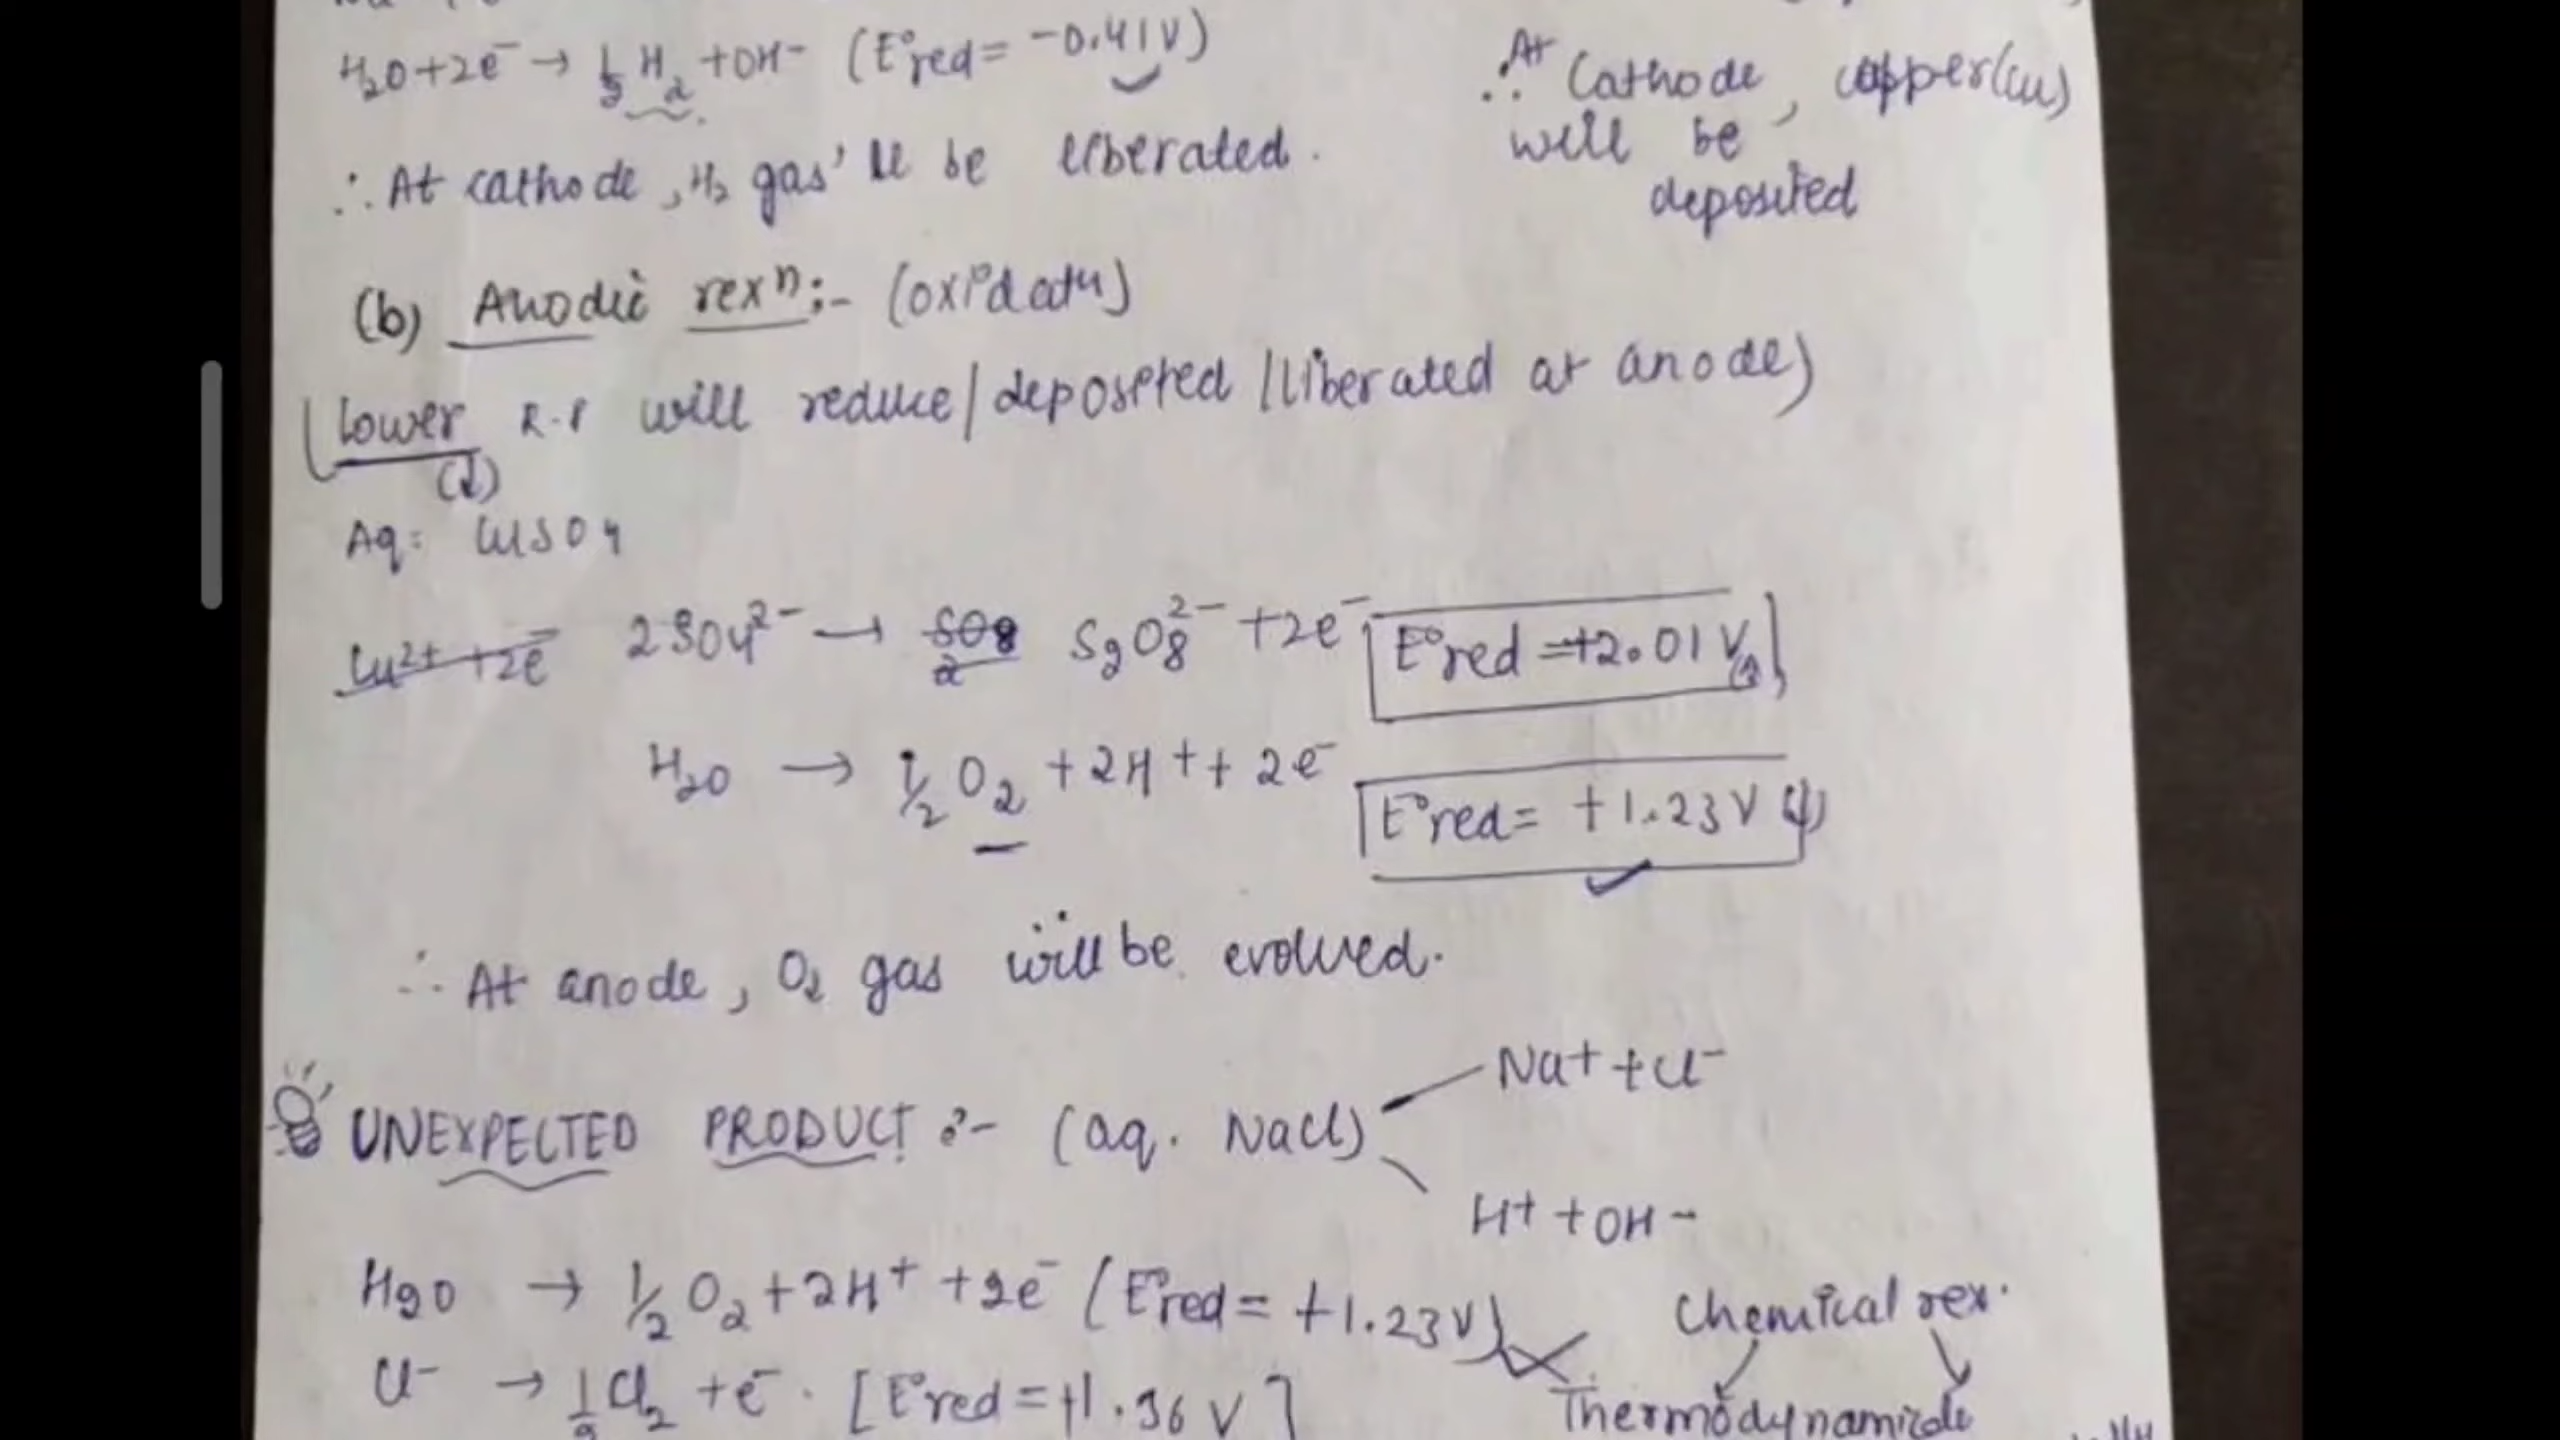 H2O+2e⁻ → 1/2 H2 +OH⁻ (E°red= -0.41V)
∴ At cathode, H2 gas'll be liberated.
∴ At Cathode, copper(Cu)
will be
deposited
(b) Anodic rexⁿ:- (oxidatn)
(lower R.P will reduce/deposited/liberated at anode)
(↓)
Aq: CuSO4
Cu²⁺ +2e⁻ 2SO4²⁻ → SO8 2 S2O8²⁻ +2e⁻ E°red =+2.01 V(↑)
H2O → 1/2 O2 +2H⁺ + 2e⁻ E°red= +1.23V (↓)
∴ At anode, O2 gas will be evolved.
UNEXPECTED PRODUCT :- (aq. NaCl)
Na⁺ +Cl⁻
H⁺ +OH⁻
H2O → 1/2 O2 +2H⁺ +2e⁻ (E°red= +1.23V)
Chemical rex.
Cl⁻ → 1/2 Cl2 +e⁻. [E°red=+1.36 V]